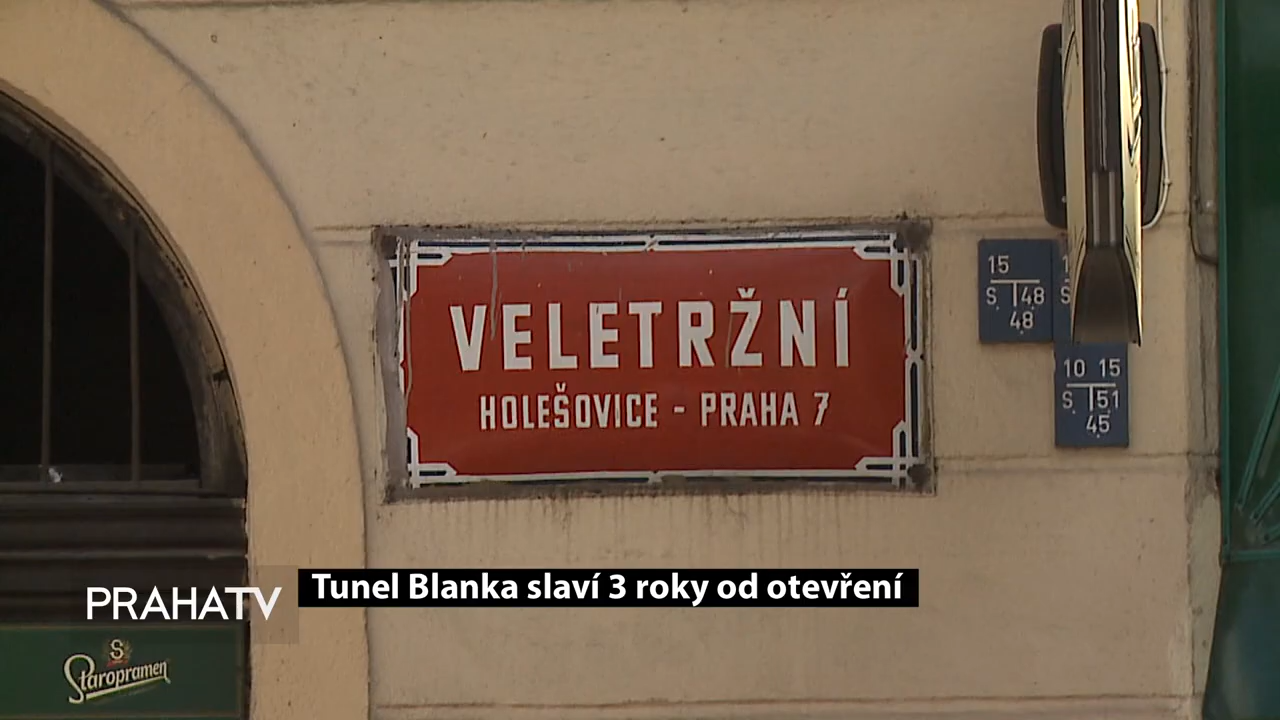 VELETRŽNÍ
HOLEŠOVICE - PRAHA 7
15
S 48
48
10 15
S 51
45
PRAHATV
Tunel Blanka slaví 3 roky od otevření
S
Staropramen